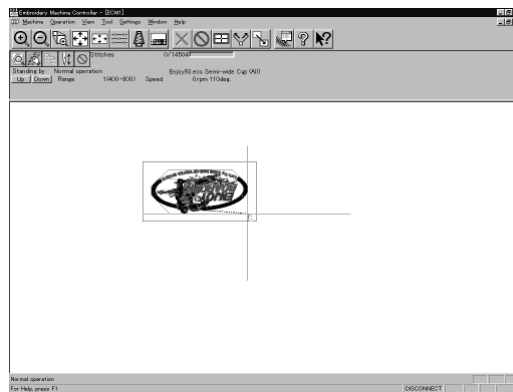 Embroidery Machine Controller - [ECM1]
Machine Operation View Tool Settings Window Help
Stitches 0/14504
Standing by Normal operation Enjoy93.ecs Semi-wide Cap (All)
Up Down Range 1(400-800) Speed 0rpm 110deg.
Normal operation
For Help, press F1 DISCONNECT